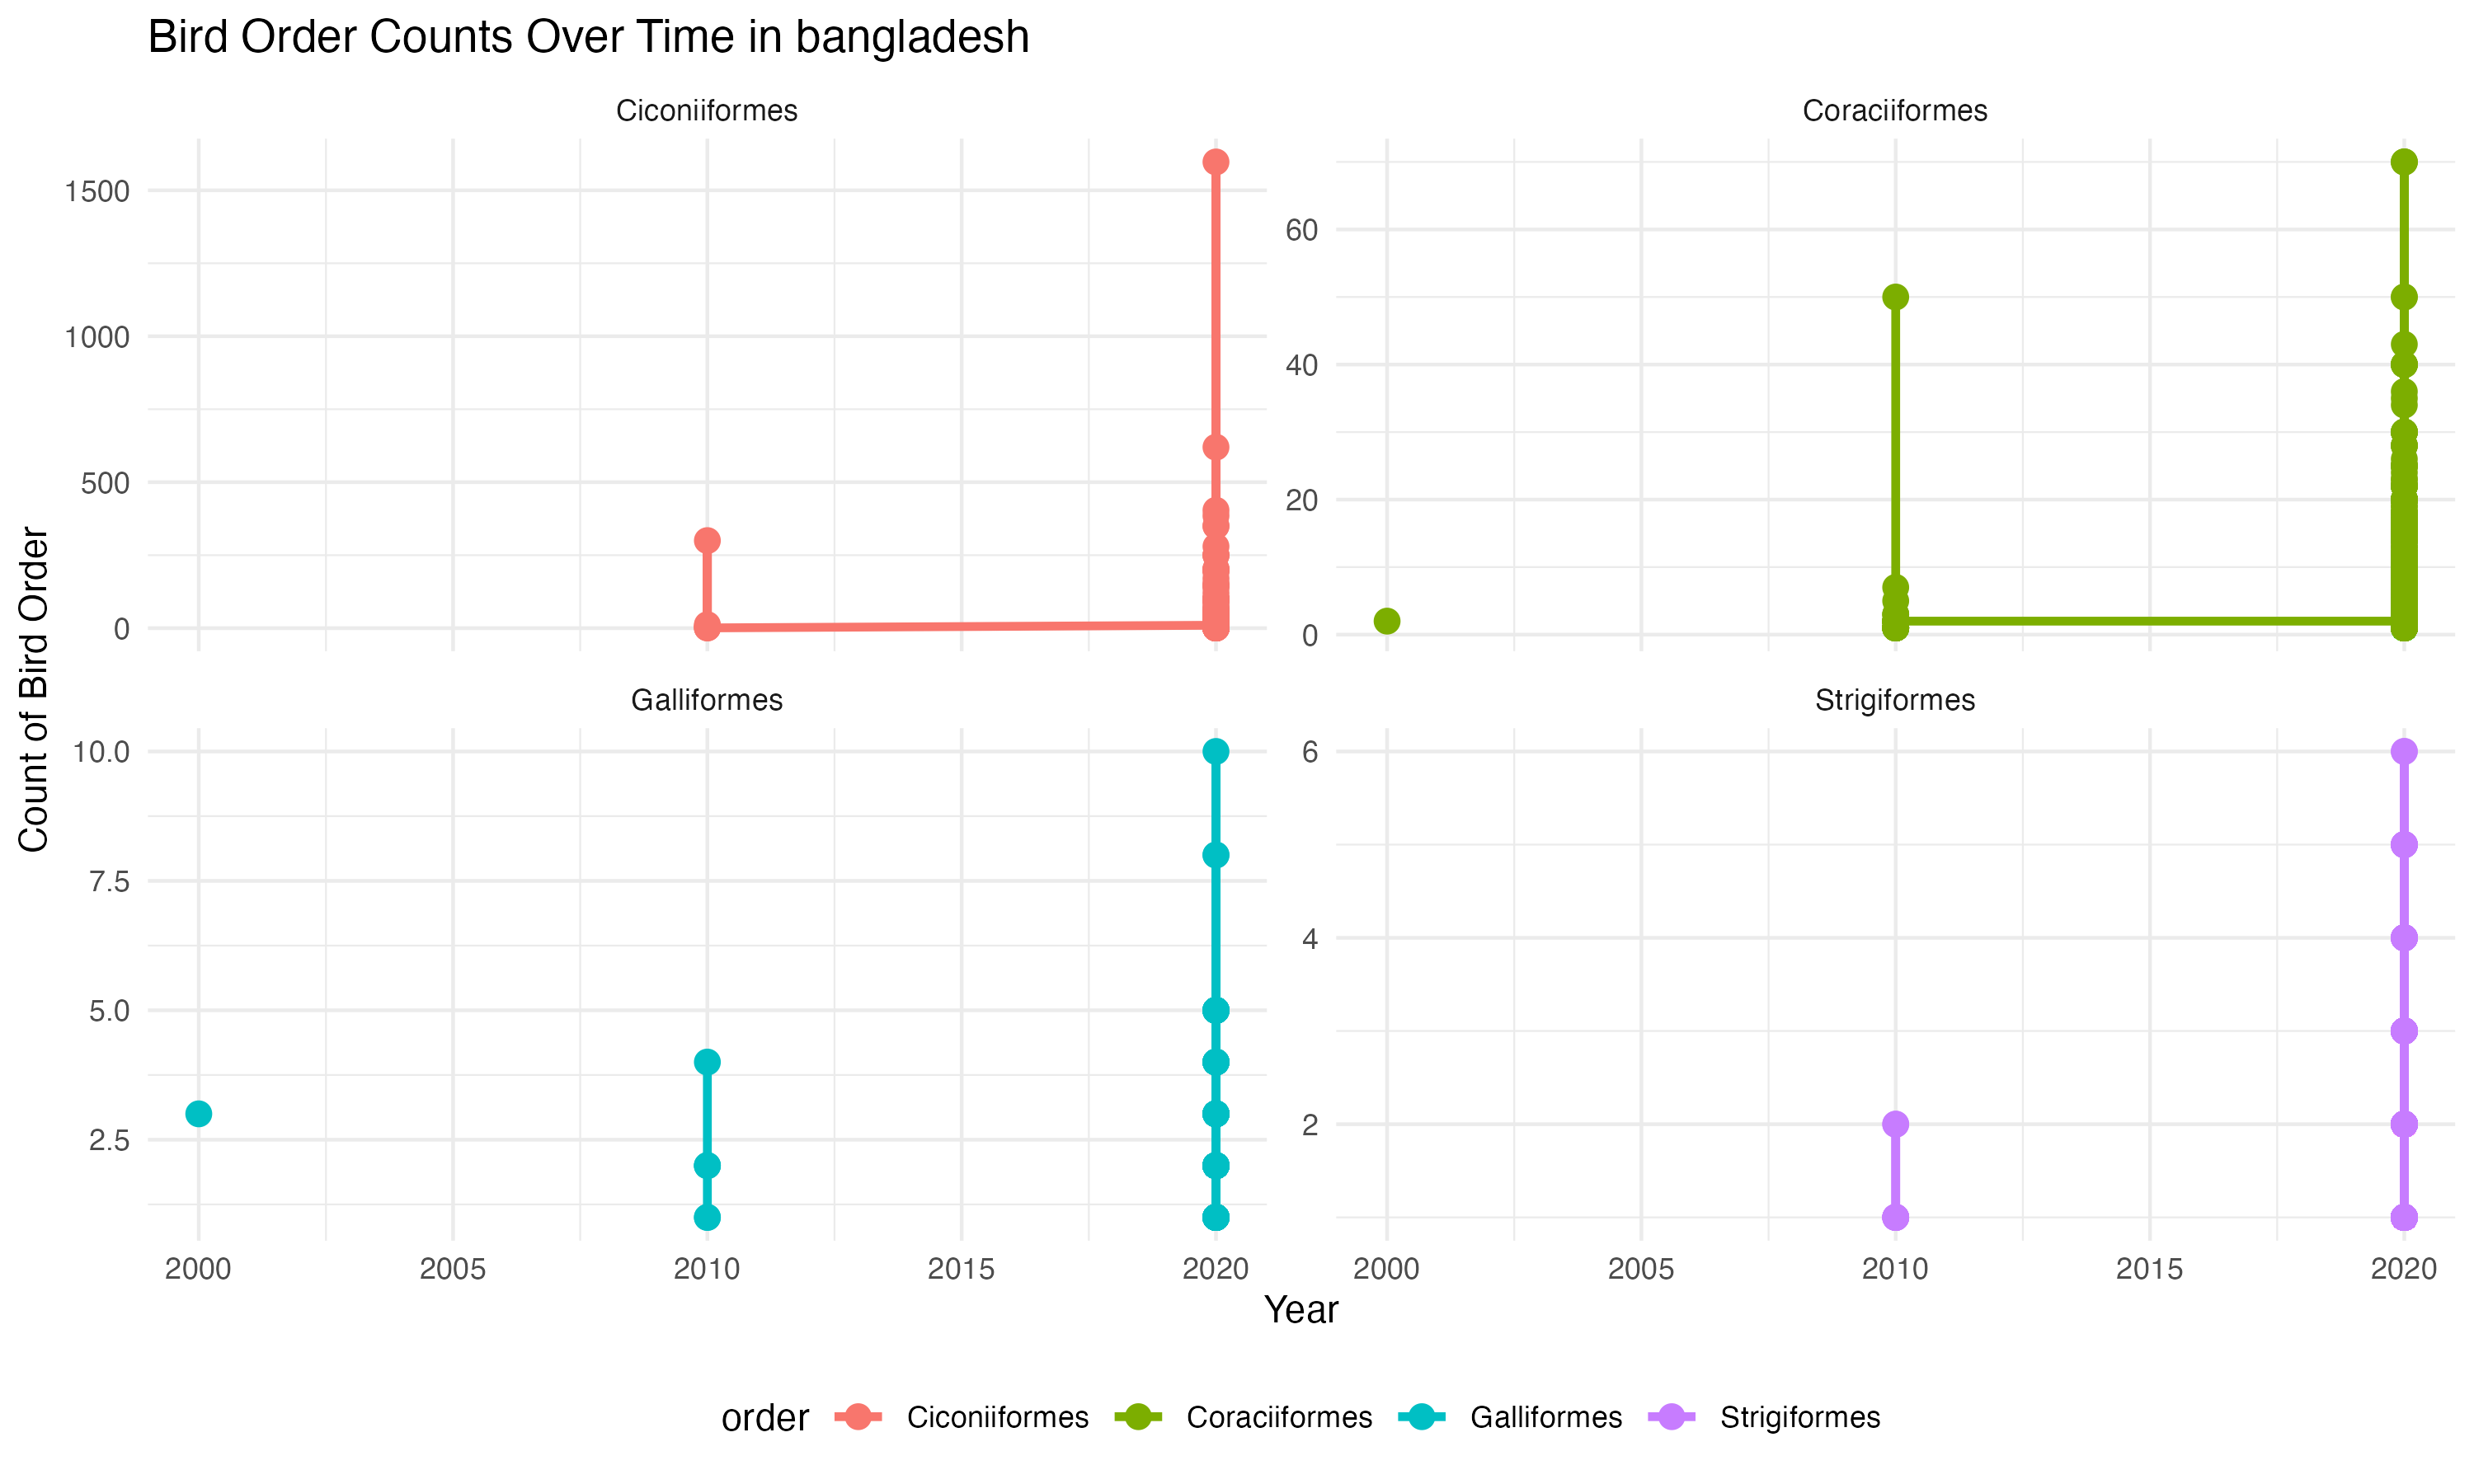 Bird Order Counts Over Time in bangladesh
Ciconiiformes
Coraciiformes
1500
1000
500
0
60
40
20
0
Count of Bird Order
Galliformes
Strigiformes
10.0
7.5
5.0
2.5
6
4
2
2000 2005 2010 2015 2020
2000 2005 2010 2015 2020
Year
order Ciconiiformes Coraciiformes Galliformes Strigiformes